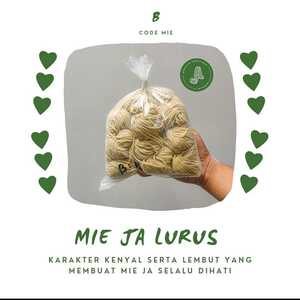 B
CODE MIE
MIE JA LURUS
KARAKTER KENYAL SERTA LEMBUT YANG
MEMBUAT MIE JA SELALU DIHATI